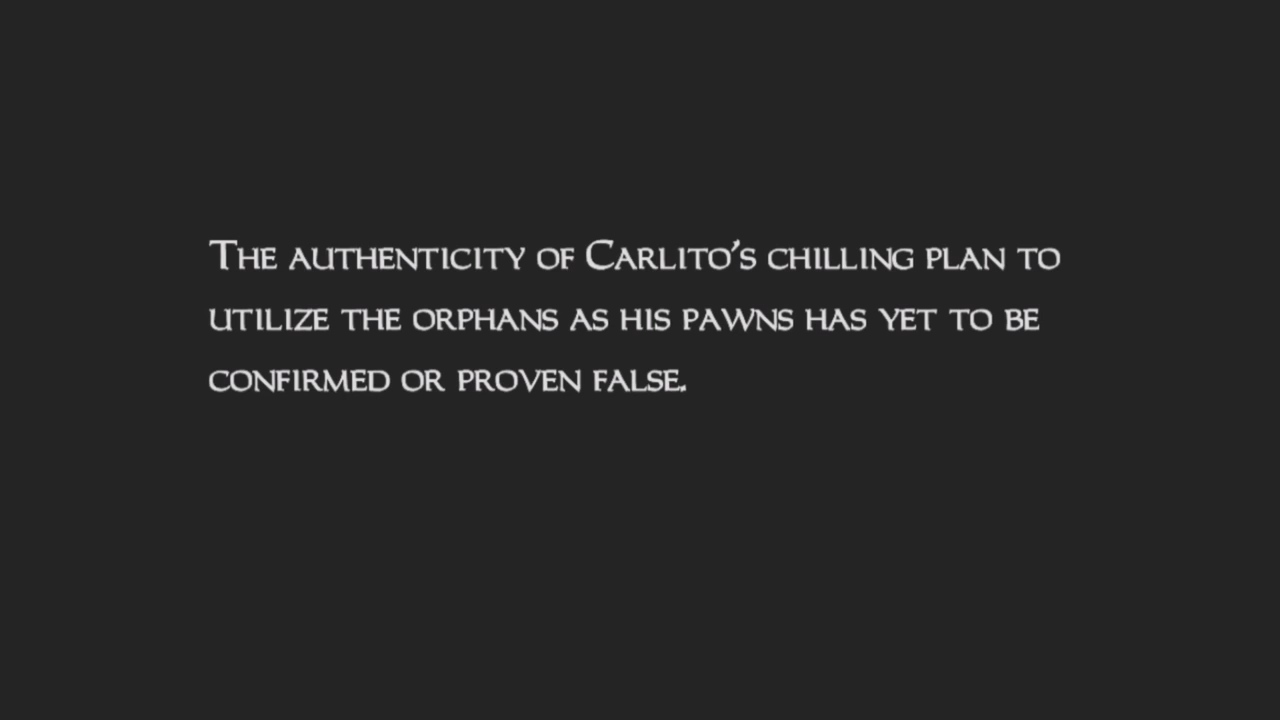 The authenticity of Carlito's chilling plan to
utilize the orphans as his pawns has yet to be
confirmed or proven false.